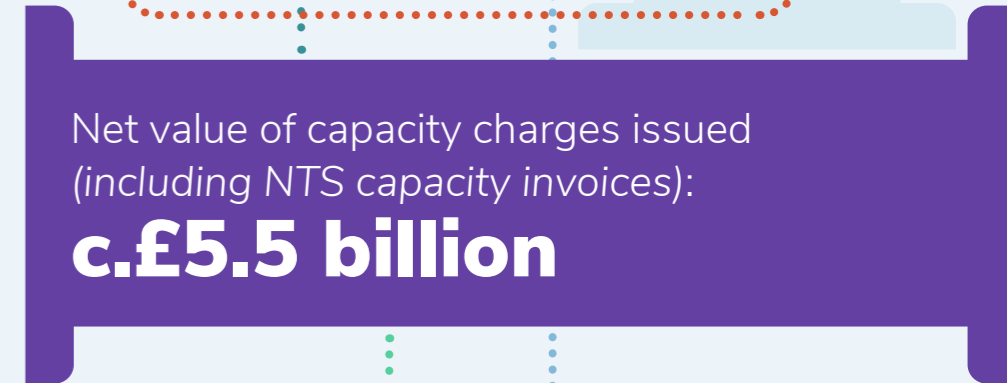 Net value of capacity charges issued
(including NTS capacity invoices):
c.£5.5 billion